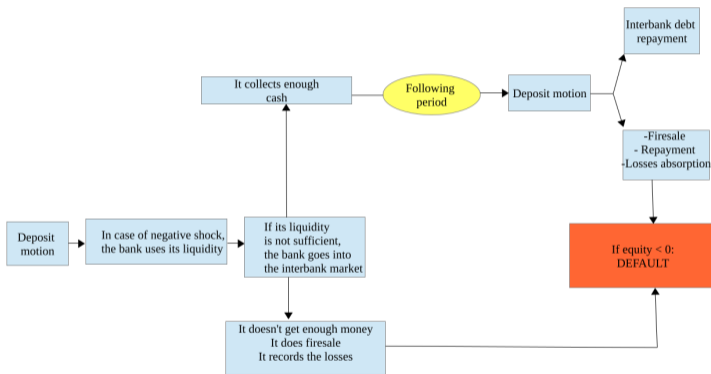 Interbank debt
repayment
It collects enough
cash
Following
period
Deposit motion
-Firesale
- Repayment
-Losses absorption
Deposit
motion
In case of negative shock,
the bank uses its liquidity
If its liquidity
is not sufficient,
the bank goes into
the interbank market
If equity < 0:
DEFAULT
It doesn't get enough money
It does firesale
It records the losses